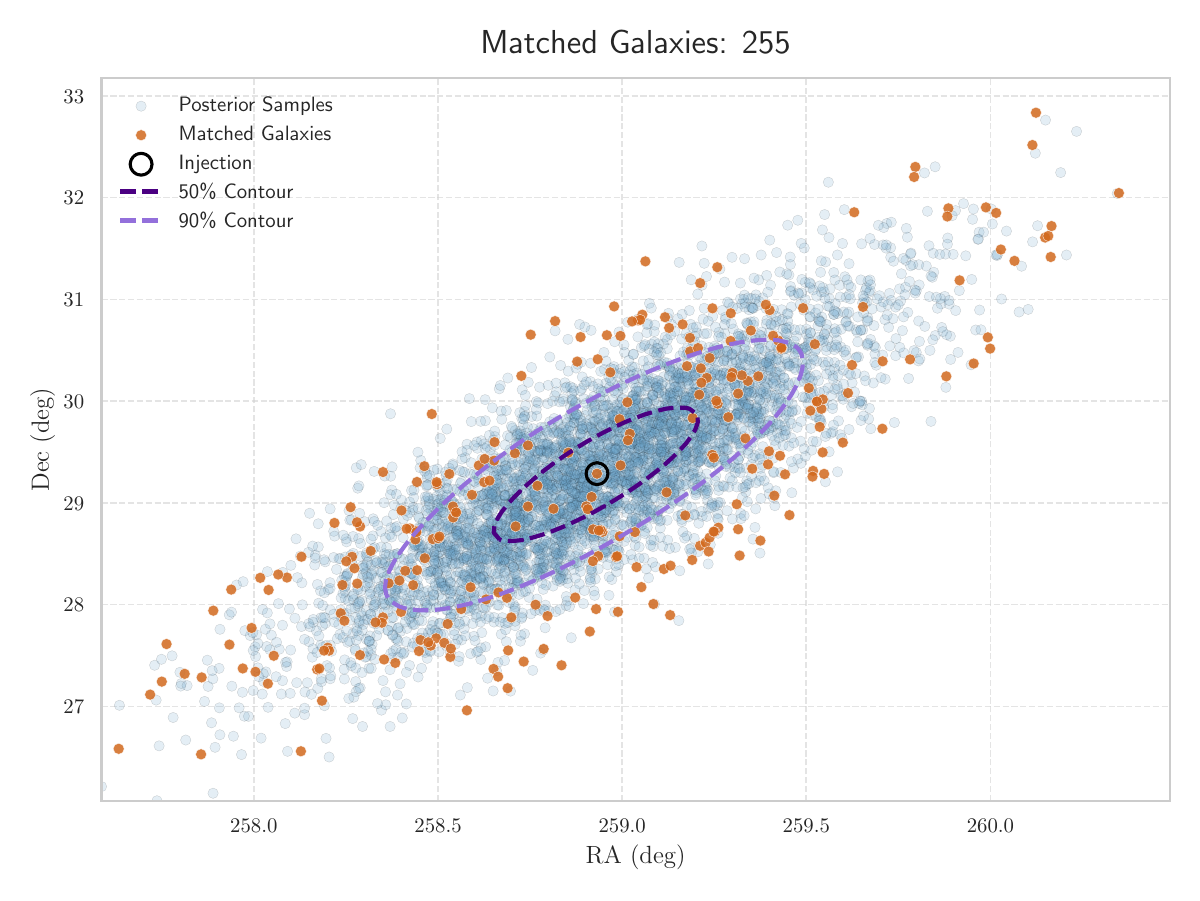 Matched Galaxies: 255
Posterior Samples
Matched Galaxies
Injection
50% Contour
90% Contour
33
32
31
30
29
28
27
Dec (deg)
258.0 258.5 259.0 259.5 260.0
RA (deg)